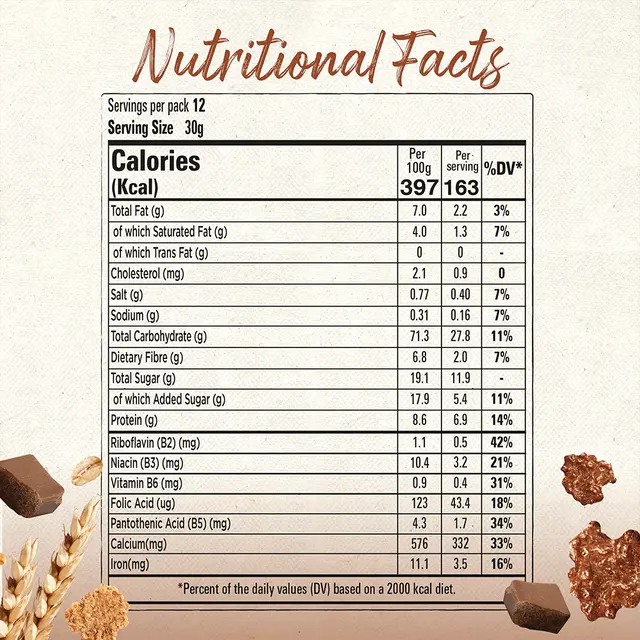 Nutritional Facts
Servings per pack 12
Serving Size 30g
Calories (Kcal) Per 100g 397 Per serving 163 %DV*
Total Fat (g) 7.0 2.2 3%
of which Saturated Fat (g) 4.0 1.3 7%
of which Trans Fat (g) 0 0 -
Cholesterol (mg) 2.1 0.9 0
Salt (g) 0.77 0.40 7%
Sodium (g) 0.31 0.16 7%
Total Carbohydrate (g) 71.3 27.8 11%
Dietary Fibre (g) 6.8 2.0 7%
Total Sugar (g) 19.1 11.9 -
of which Added Sugar (g) 17.9 5.4 11%
Protein (g) 8.6 6.9 14%
Riboflavin (B2) (mg) 1.1 0.5 42%
Niacin (B3) (mg) 10.4 3.2 21%
Vitamin B6 (mg) 0.9 0.4 31%
Folic Acid (ug) 123 43.4 18%
Pantothenic Acid (B5) (mg) 4.3 1.7 34%
Calcium(mg) 576 332 33%
Iron(mg) 11.1 3.5 16%
*Percent of the daily values (DV) based on a 2000 kcal diet.